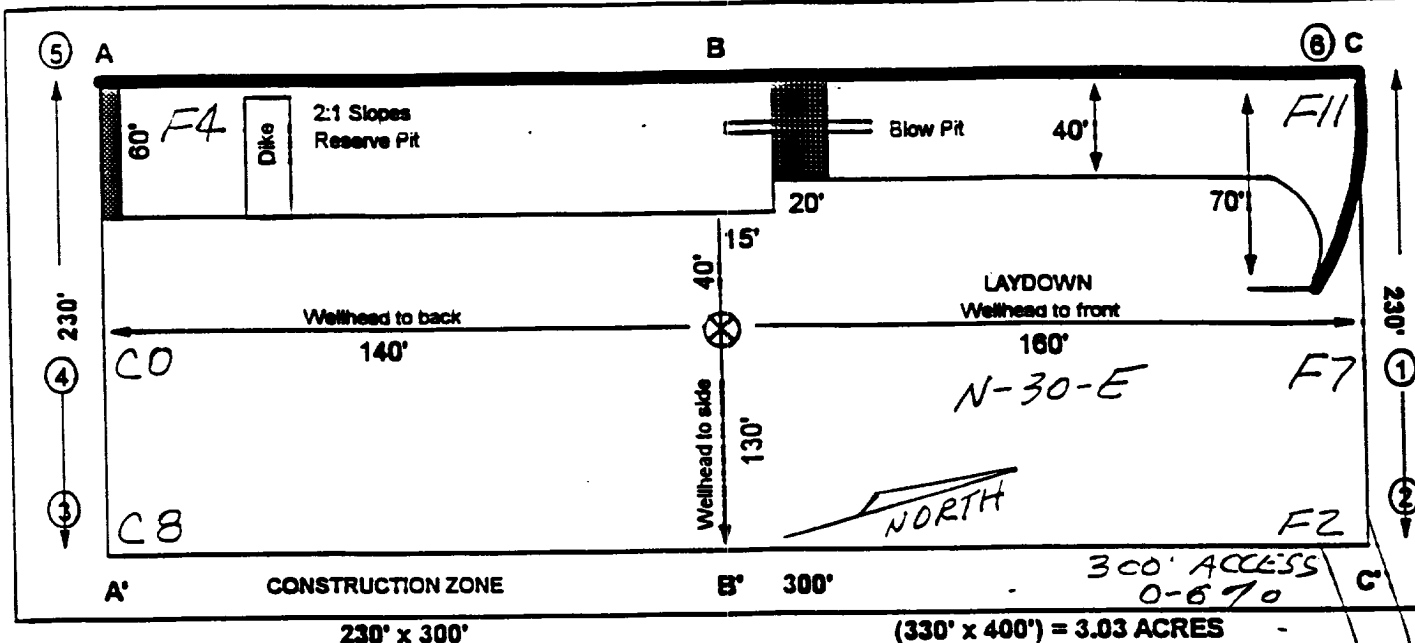 5 A B 6 C
60' F4 Dike 2:1 Slopes Blow Pit 40' F11
Reserve Pit
20' 70'
15'
230' 40' LAYDOWN 230'
Wellhead to back Wellhead to front
140' 160'
4 C0 N-30-E F7 1
Wellhead to side 130'
3 C8 NORTH F2 2
A' CONSTRUCTION ZONE B' 300' 300' ACCESS C'
0-6%
230' x 300' (330' x 400') = 3.03 ACRES